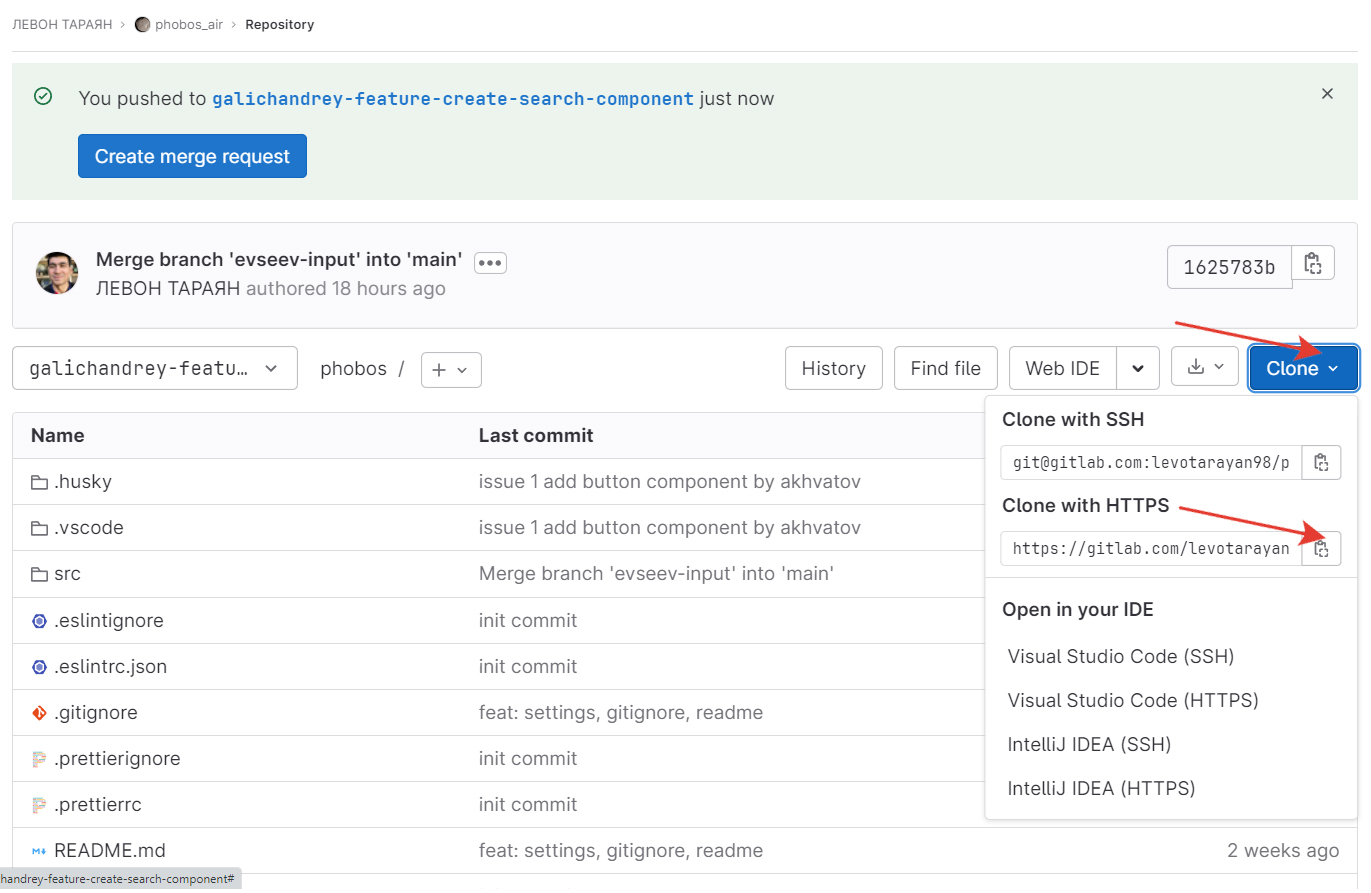 ЛЕВОН ТАРАЯН > phobos_air > Repository
You pushed to galichandrey-feature-create-search-component just now
Create merge request
Merge branch 'evseev-input' into 'main' •••
ЛЕВОН ТАРАЯН authored 18 hours ago
1625783b
galichandrey-featu… phobos / + History Find file Web IDE Clone
Clone with SSH
git@gitlab.com:levotarayan98/p
Clone with HTTPS
https://gitlab.com/levotarayan
Open in your IDE
Visual Studio Code (SSH)
Visual Studio Code (HTTPS)
IntelliJ IDEA (SSH)
IntelliJ IDEA (HTTPS)
Name Last commit
.husky issue 1 add button component by akhvatov
.vscode issue 1 add button component by akhvatov
src Merge branch 'evseev-input' into 'main'
.eslintignore init commit
.eslintrc.json init commit
.gitignore feat: settings, gitignore, readme
.prettierignore init commit
.prettierrc init commit
README.md feat: settings, gitignore, readme 2 weeks ago
handrey-feature-create-search-component#